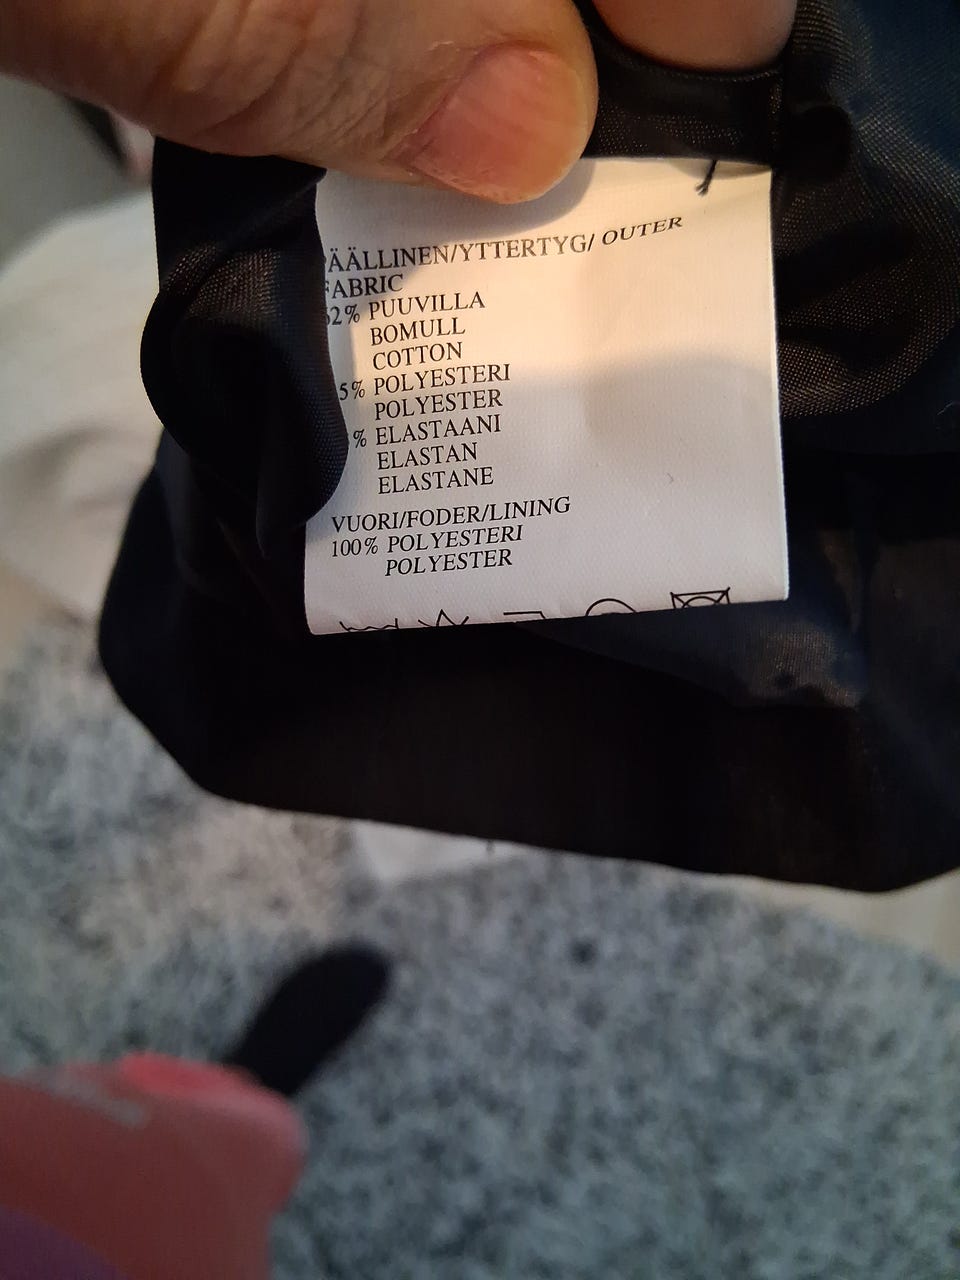 PÄÄLLINEN/YTTERTYG/ OUTER
FABRIC
62% PUUVILLA
BOMULL
COTTON
5% POLYESTERI
POLYESTER
% ELASTAANI
ELASTAN
ELASTANE
VUORI/FODER/LINING
100% POLYESTERI
POLYESTER